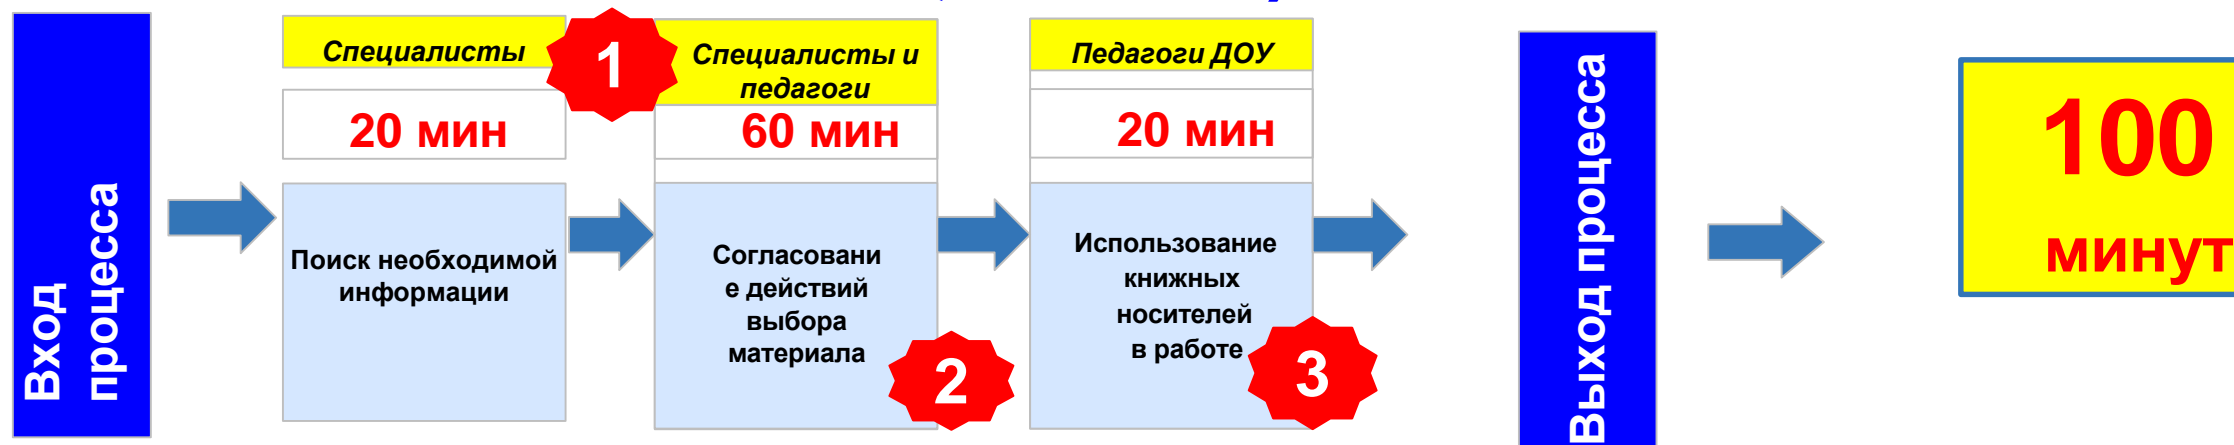 Вход
процесса
Специалисты
1
20 мин
Поиск необходимой
информации
Специалисты и
педагоги
60 мин
Согласовани
е действий
выбора
материала
2
Педагоги ДОУ
20 мин
Использование
книжных
носителей
в работе
3
Выход процесса
100
минут